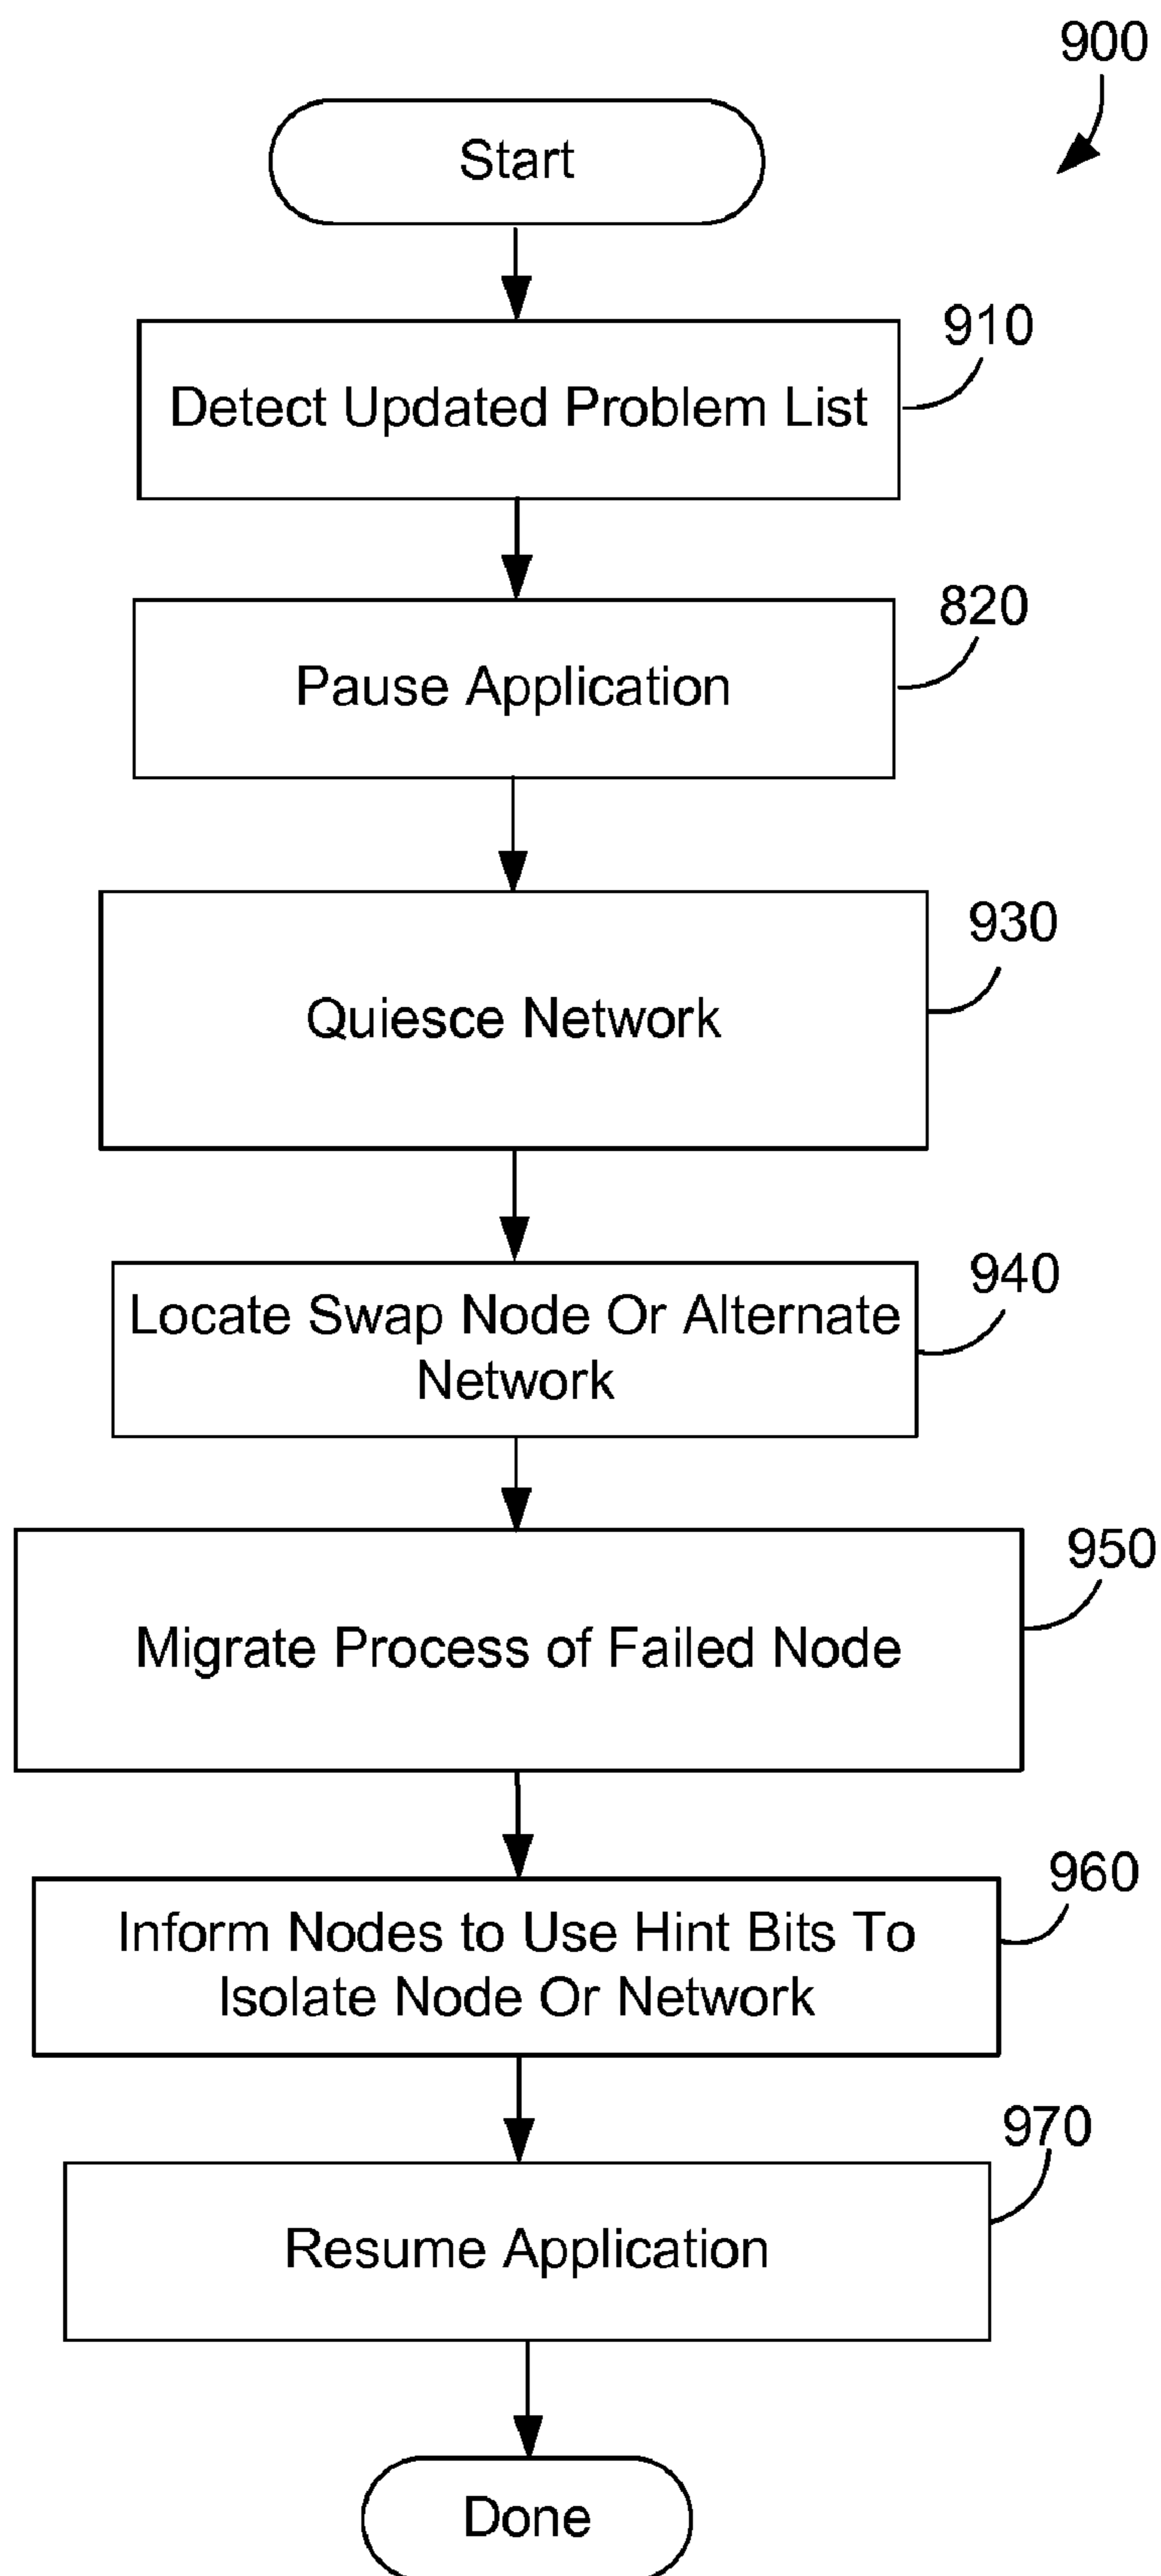 900
Start
910
Detect Updated Problem List
820
Pause Application
930
Quiesce Network
940
Locate Swap Node Or Alternate
Network
950
Migrate Process of Failed Node
960
Inform Nodes to Use Hint Bits To
Isolate Node Or Network
970
Resume Application
Done